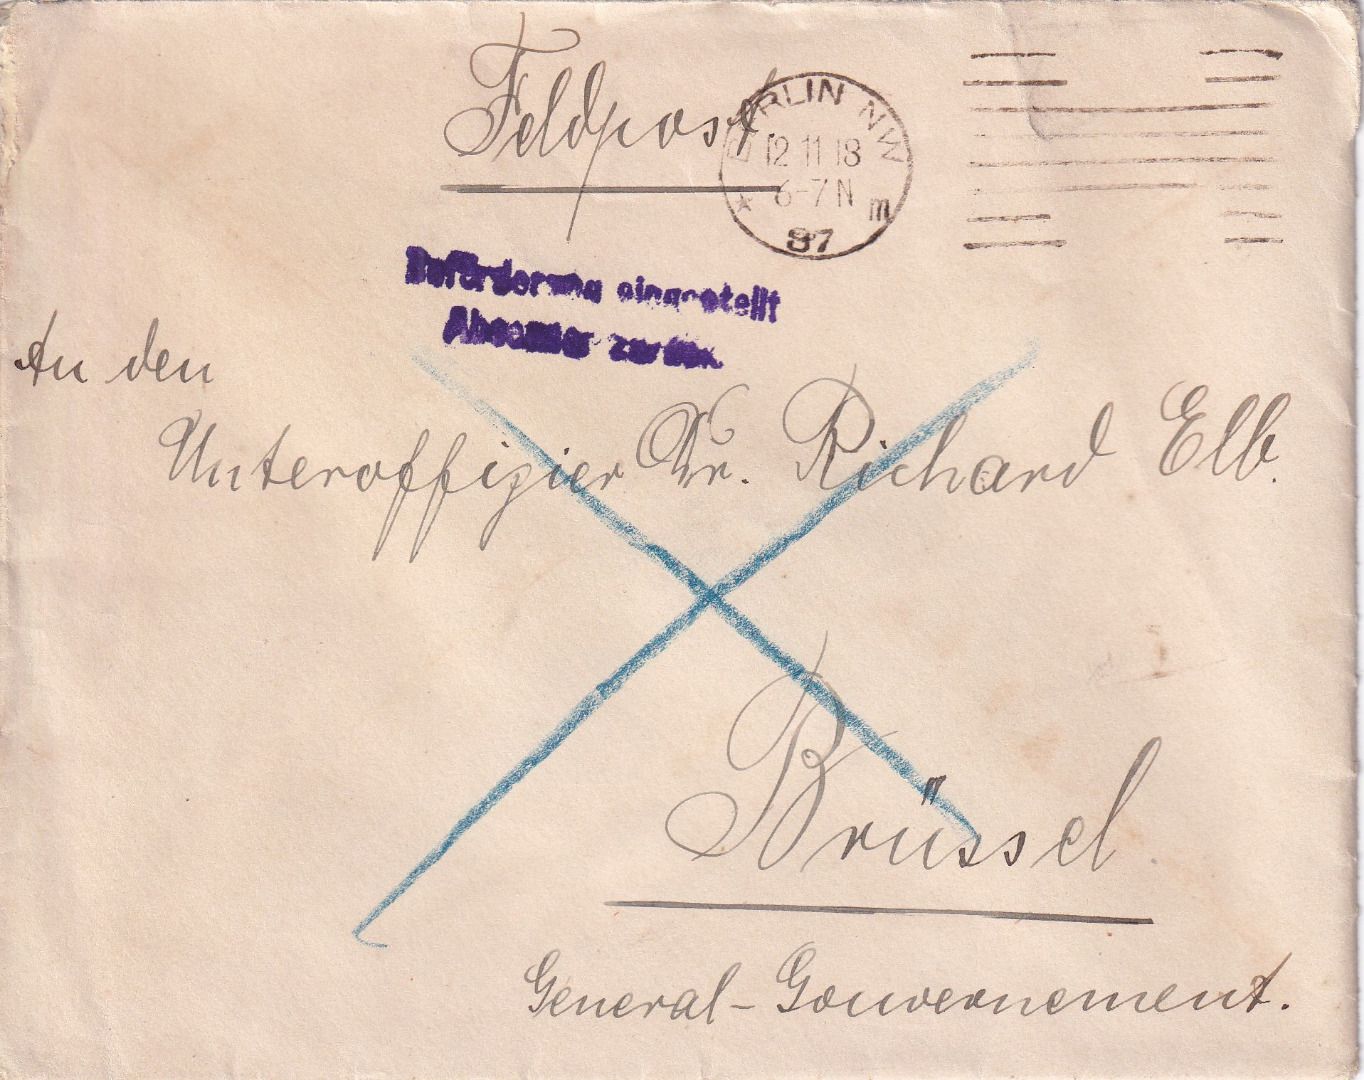 Feldpost.
BERLIN NW
12 11 18
6-7 N
* m
87
Beförderung eingestellt
Absender zurück.
An den
Unteroffizier Dr. Richard Elb.
Brüssel
General-Gouvernement.